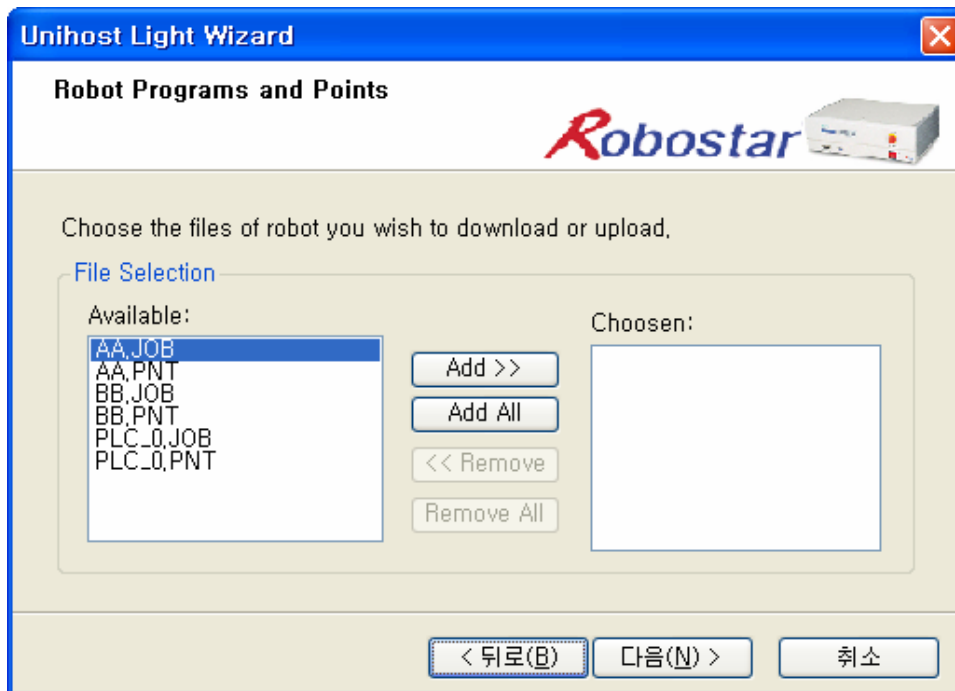 Unihost Light Wizard
Robot Programs and Points
Robostar
Choose the files of robot you wish to download or upload,
File Selection
Available:
Choosen:
AA,JOB
AA,PNT
BB,JOB
BB,PNT
PLC_0,JOB
PLC_0,PNT
Add >>
Add All
<< Remove
Remove All
< 뒤로(B)
다음(N) >
취소